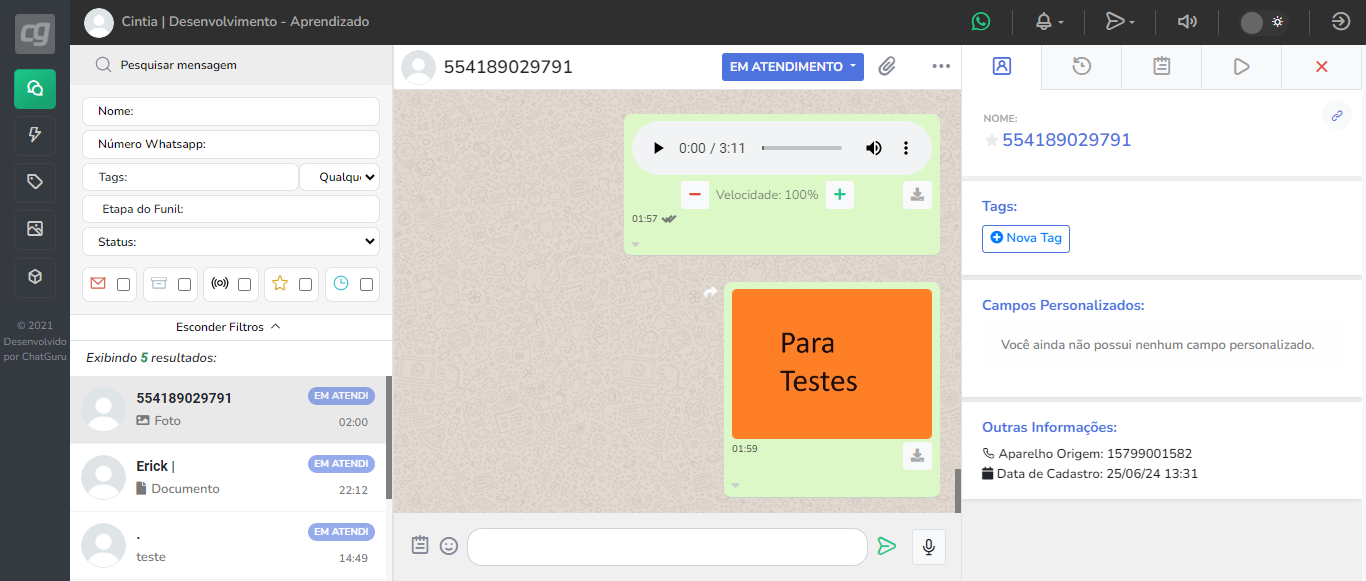 cg
Cintia | Desenvolvimento - Aprendizado
© 2021
Desenvolvido
por ChatGuru
Pesquisar mensagem
Nome:
Número Whatsapp:
Tags:
Qualque
Etapa do Funil:
Status:
Esconder Filtros
Exibindo 5 resultados:
554189029791
EM ATENDI
Foto
02:00
Erick |
EM ATENDI
Documento
22:12
.
EM ATENDI
teste
14:49
554189029791
EM ATENDIMENTO
0:00 / 3:11
Velocidade: 100%
01:57
Para
Testes
01:59
NOME:
554189029791
Tags:
Nova Tag
Campos Personalizados:
Você ainda não possui nenhum campo personalizado.
Outras Informações:
Aparelho Origem: 15799001582
Data de Cadastro: 25/06/24 13:31